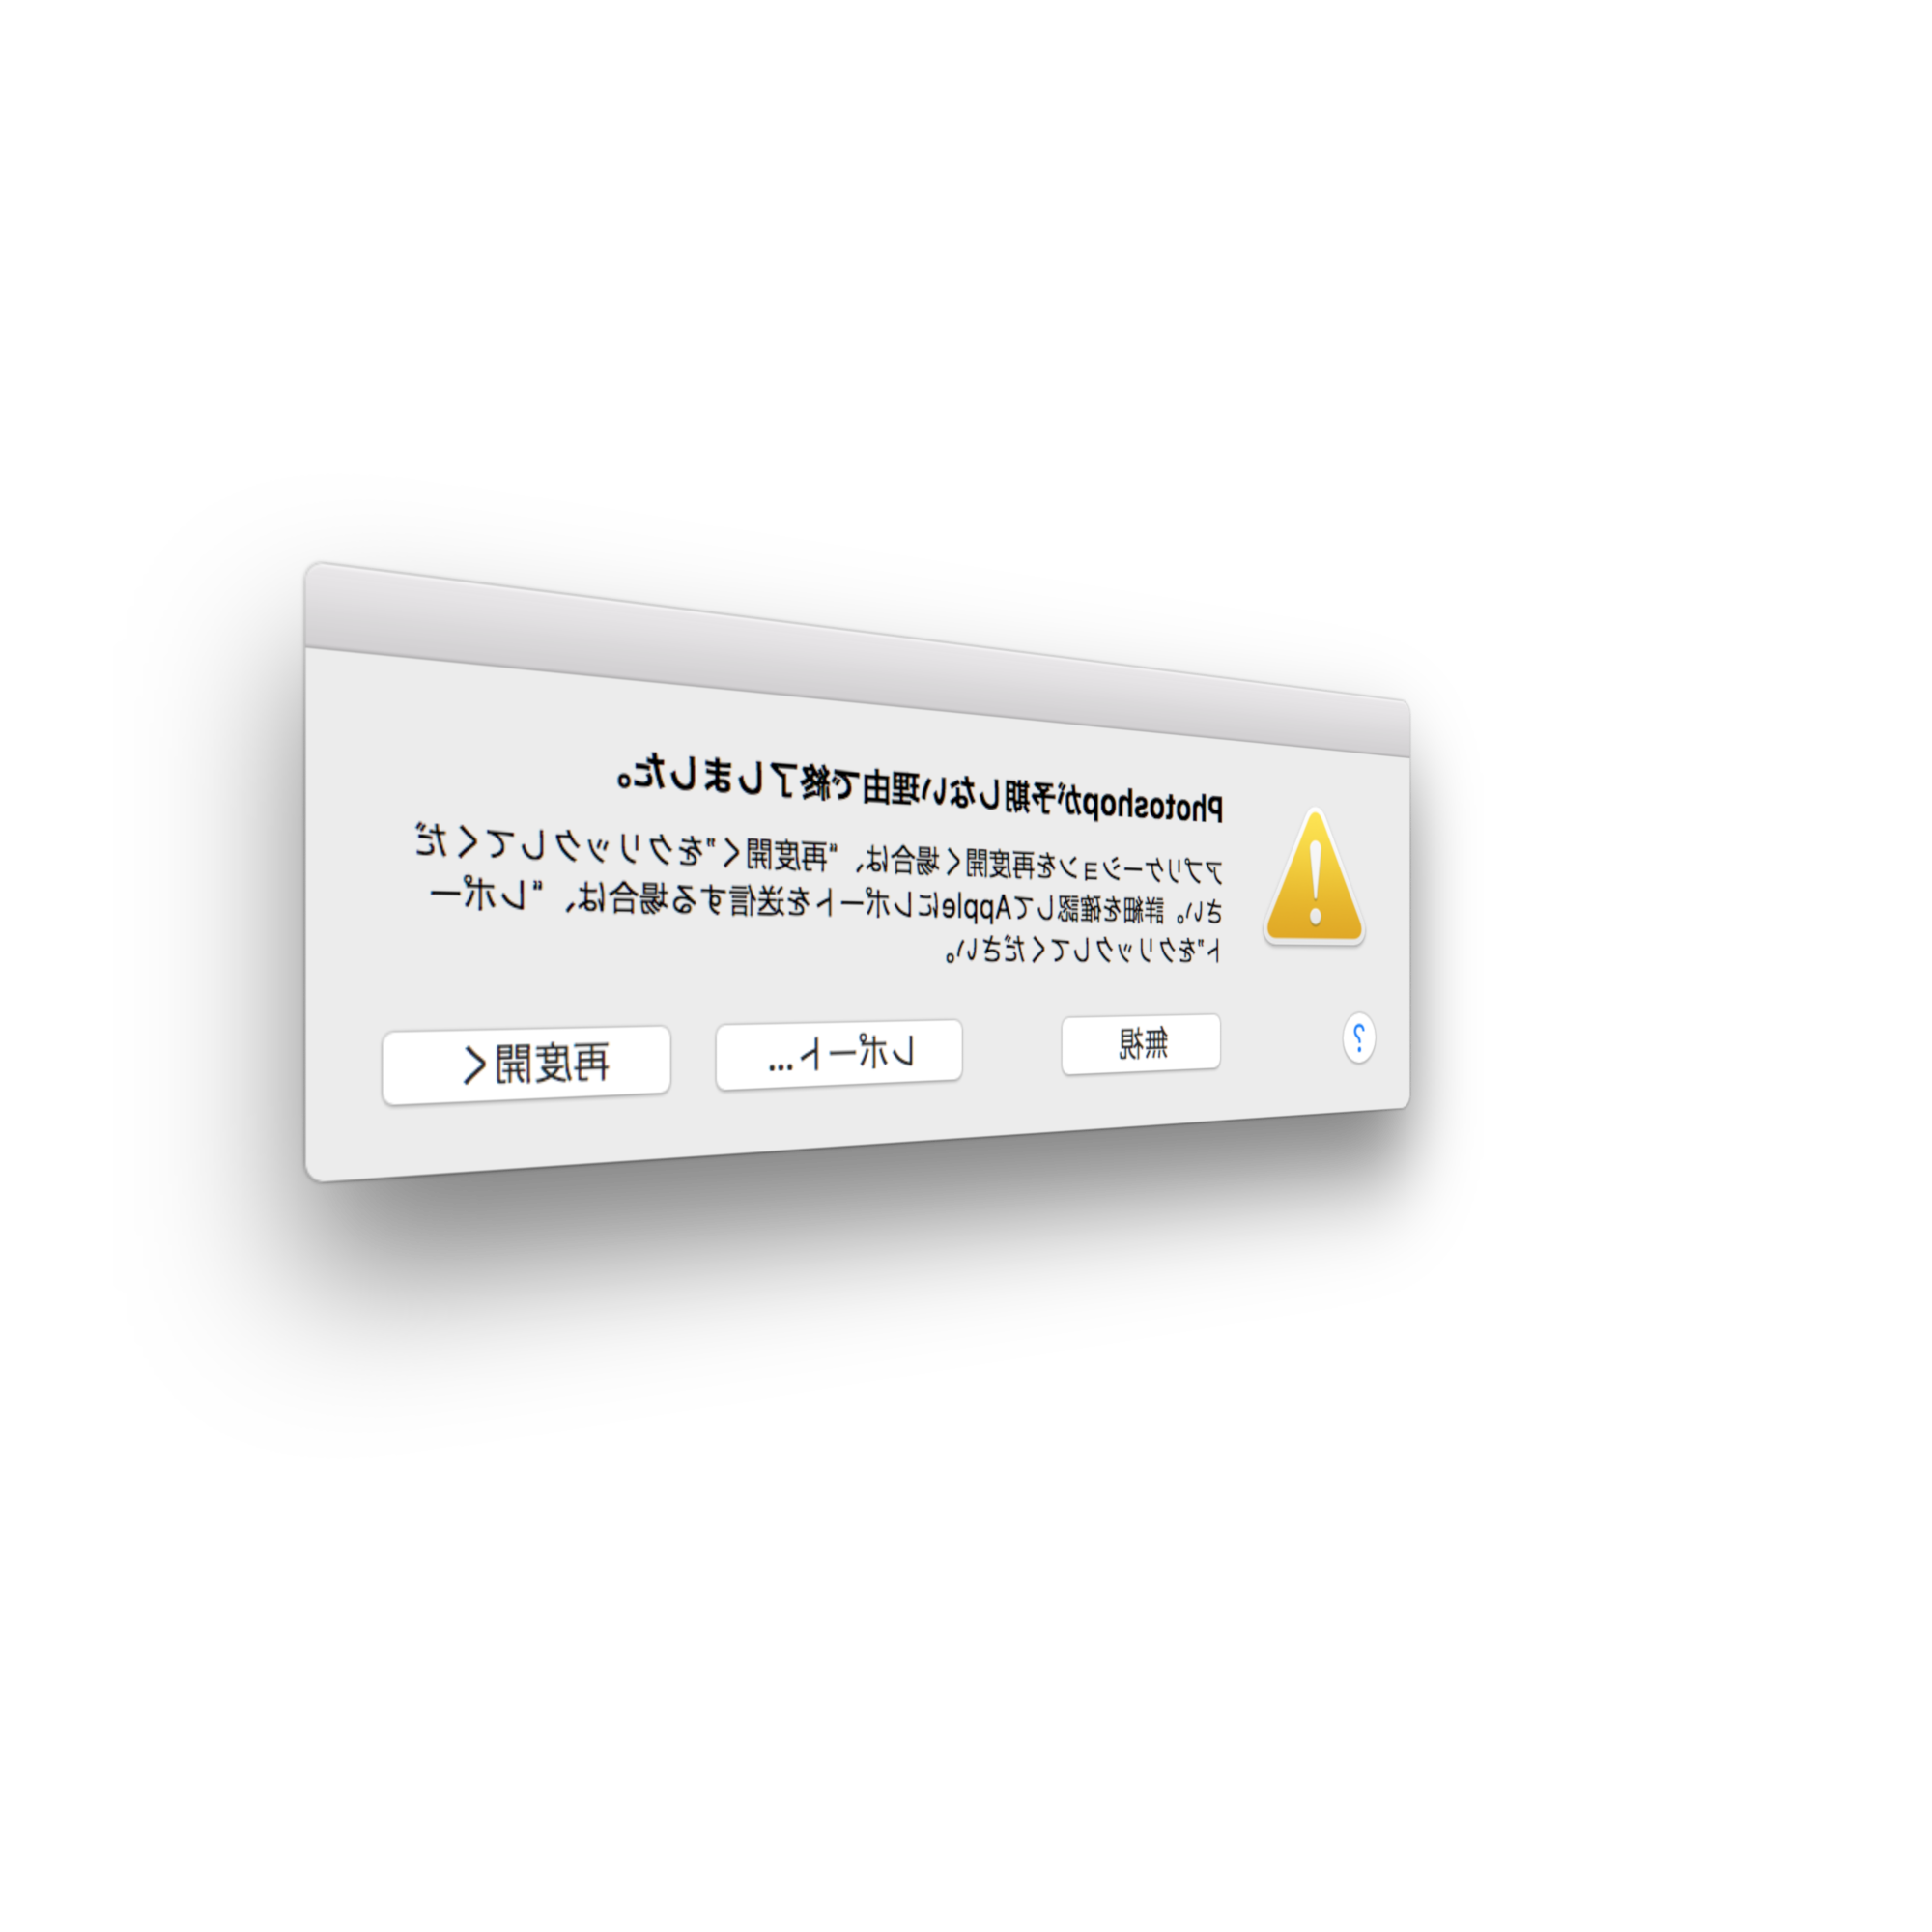 Photoshopが予期しない理由で終了しました。
アプリケーションを再度開く場合は、“再度開く”をクリックしてくだ
さい。詳細を確認してAppleにレポートを送信する場合は、“レポー
ト”をクリックしてください。
?
無視
レポート...
再度開く